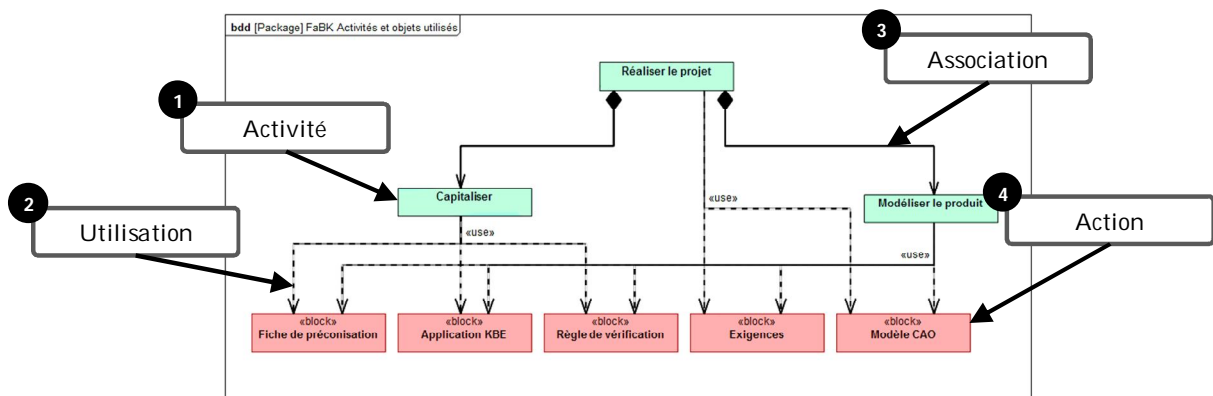 bdd [Package] FaBK Activités et objets utilisés
3
Association
Réaliser le projet
1
Activité
Capitaliser
«use»
Modéliser le produit
4
Action
2
Utilisation
«use»
«use»
«block»
Fiche de préconisation
«block»
Application KBE
«block»
Règle de vérification
«block»
Exigences
«block»
Modèle CAO